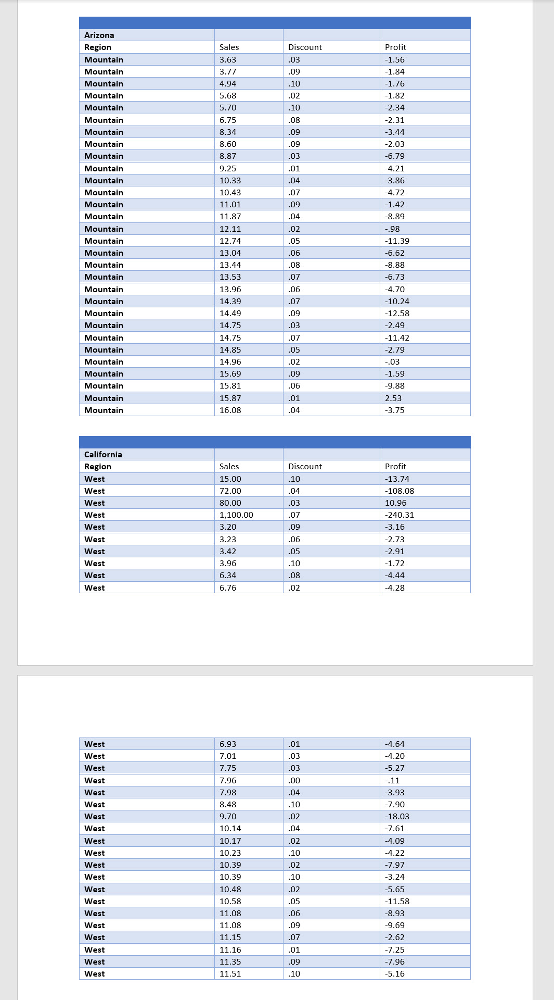 Arizona
Region Sales Discount Profit
Mountain 3.63 .03 -1.56
Mountain 3.77 .09 -1.84
Mountain 4.94 .10 -1.76
Mountain 5.68 .02 -1.82
Mountain 5.70 .10 -2.34
Mountain 6.75 .08 -2.31
Mountain 8.34 .09 -3.44
Mountain 8.60 .09 -2.03
Mountain 8.87 .03 -6.79
Mountain 9.25 .01 -4.21
Mountain 10.33 .04 -3.86
Mountain 10.43 .07 -4.72
Mountain 11.01 .09 -1.42
Mountain 11.87 .04 -8.89
Mountain 12.11 .02 -.98
Mountain 12.74 .05 -11.39
Mountain 13.04 .06 -6.62
Mountain 13.44 .08 -8.88
Mountain 13.53 .07 -6.73
Mountain 13.96 .06 -4.70
Mountain 14.39 .07 -10.24
Mountain 14.49 .09 -12.58
Mountain 14.75 .03 -2.49
Mountain 14.75 .07 -11.42
Mountain 14.85 .05 -2.79
Mountain 14.96 .02 -.03
Mountain 15.69 .09 -1.59
Mountain 15.81 .06 -9.88
Mountain 15.87 .01 2.53
Mountain 16.08 .04 -3.75
California
Region Sales Discount Profit
West 15.00 .10 -13.74
West 72.00 .04 -108.08
West 80.00 .03 10.96
West 1,100.00 .07 -240.31
West 3.20 .09 -3.16
West 3.23 .06 -2.73
West 3.42 .05 -2.91
West 3.96 .10 -1.72
West 6.34 .08 -4.44
West 6.76 .02 -4.28
West 6.93 .01 -4.64
West 7.01 .03 -4.20
West 7.75 .03 -5.27
West 7.96 .00 -.11
West 7.98 .04 -3.93
West 8.48 .10 -7.90
West 9.70 .02 -18.03
West 10.14 .04 -7.61
West 10.17 .02 -4.09
West 10.23 .10 -4.22
West 10.39 .02 -7.97
West 10.39 .10 -3.24
West 10.48 .02 -5.65
West 10.58 .05 -11.58
West 11.08 .06 -8.93
West 11.08 .09 -9.69
West 11.15 .07 -2.62
West 11.16 .01 -7.25
West 11.35 .09 -7.96
West 11.51 .10 -5.16